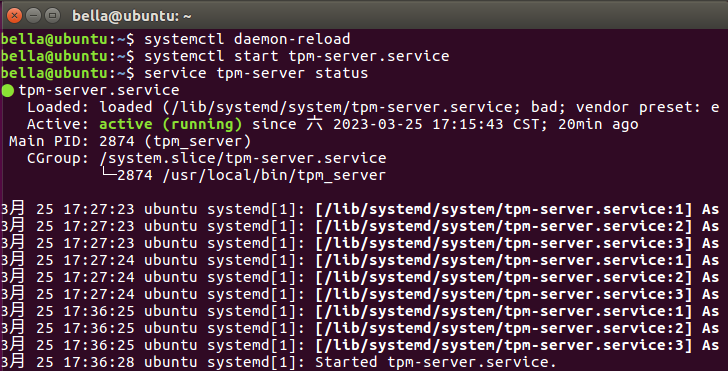 bella@ubuntu: ~
bella@ubuntu:~$ systemctl daemon-reload
bella@ubuntu:~$ systemctl start tpm-server.service
bella@ubuntu:~$ service tpm-server status
● tpm-server.service
Loaded: loaded (/lib/systemd/system/tpm-server.service; bad; vendor preset: e
Active: active (running) since 六 2023-03-25 17:15:43 CST; 20min ago
Main PID: 2874 (tpm_server)
CGroup: /system.slice/tpm-server.service
└─2874 /usr/local/bin/tpm_server
3月 25 17:27:23 ubuntu systemd[1]: [/lib/systemd/system/tpm-server.service:1] As
3月 25 17:27:23 ubuntu systemd[1]: [/lib/systemd/system/tpm-server.service:2] As
3月 25 17:27:23 ubuntu systemd[1]: [/lib/systemd/system/tpm-server.service:3] As
3月 25 17:27:24 ubuntu systemd[1]: [/lib/systemd/system/tpm-server.service:1] As
3月 25 17:27:24 ubuntu systemd[1]: [/lib/systemd/system/tpm-server.service:2] As
3月 25 17:27:24 ubuntu systemd[1]: [/lib/systemd/system/tpm-server.service:3] As
3月 25 17:36:25 ubuntu systemd[1]: [/lib/systemd/system/tpm-server.service:1] As
3月 25 17:36:25 ubuntu systemd[1]: [/lib/systemd/system/tpm-server.service:2] As
3月 25 17:36:25 ubuntu systemd[1]: [/lib/systemd/system/tpm-server.service:3] As
3月 25 17:36:28 ubuntu systemd[1]: Started tpm-server.service.